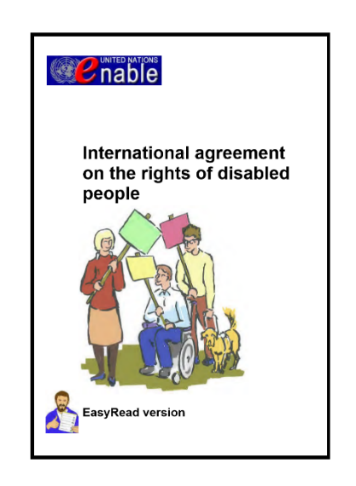 UNITED NATIONS
enable
International agreement
on the rights of disabled
people
EasyRead version